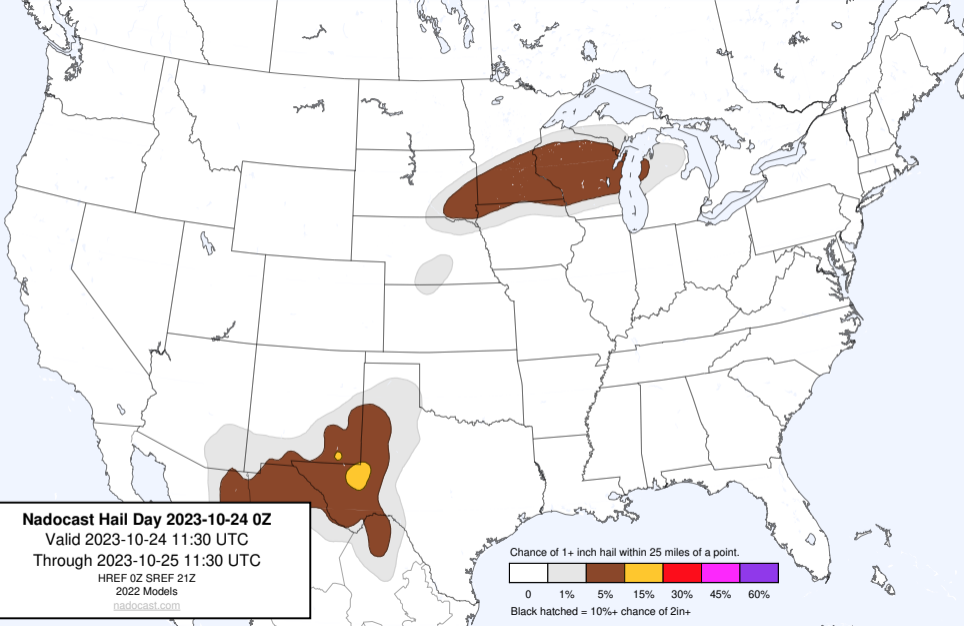 Nadocast Hail Day 2023-10-24 0Z
Valid 2023-10-24 11:30 UTC
Through 2023-10-25 11:30 UTC
HREF 0Z SREF 21Z
2022 Models
nadocast.com
Chance of 1+ inch hail within 25 miles of a point.
0 1% 5% 15% 30% 45% 60%
Black hatched = 10%+ chance of 2in+